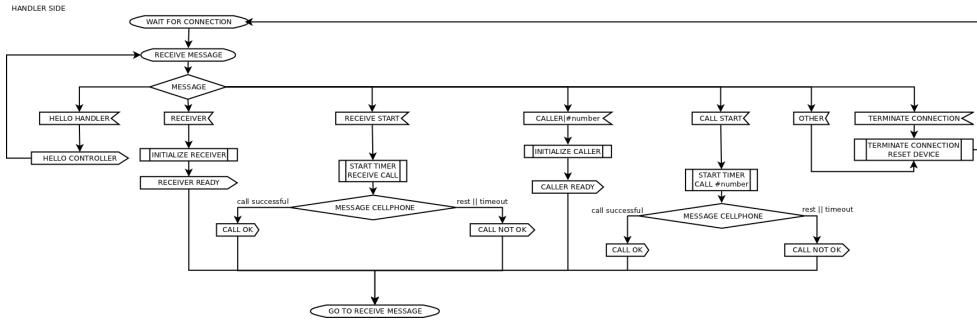 HANDLER SIDE
WAIT FOR CONNECTION
RECEIVE MESSAGE
MESSAGE
HELLO HANDLER
RECEIVER
RECEIVE START
CALLER|#number
CALL START
OTHER
TERMINATE CONNECTION
HELLO CONTROLLER
INITIALIZE RECEIVER
INITIALIZE CALLER
TERMINATE CONNECTION
RESET DEVICE
START TIMER
RECEIVE CALL
START TIMER
CALL #number
RECEIVER READY
CALLER READY
call successful
MESSAGE CELLPHONE
rest || timeout
call successful
MESSAGE CELLPHONE
rest || timeout
CALL OK
CALL NOT OK
CALL OK
CALL NOT OK
GO TO RECEIVE MESSAGE